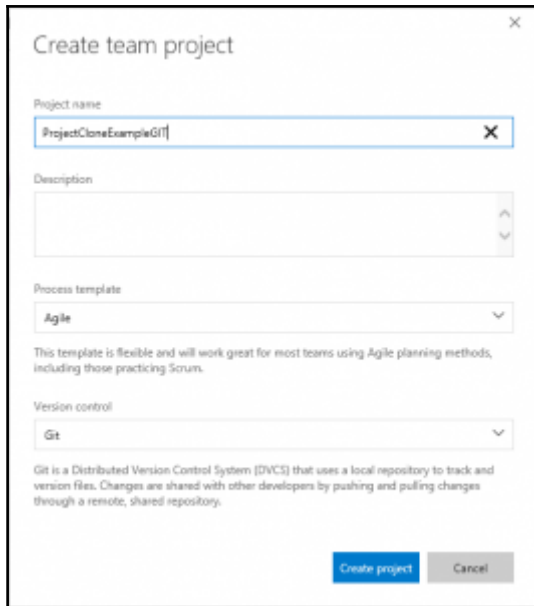 Create team project
Project name
ProjectCloneExampleGIT
Description
Process template
Agile
This template is flexible and will work great for most teams using Agile planning methods,
including those practicing Scrum.
Version control
Git
Git is a Distributed Version Control System (DVCS) that uses a local repository to track and
version files. Changes are shared with other developers by pushing and pulling changes
through a remote, shared repository.
Create project Cancel